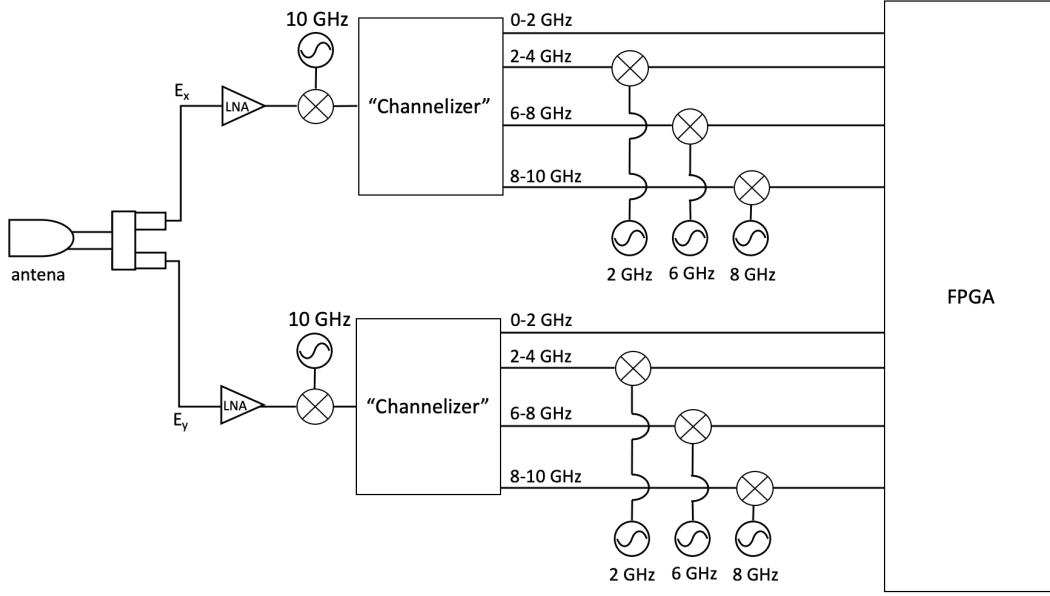 10 GHz
0-2 GHz
2-4 GHz
Ex
LNA
“Channelizer”
6-8 GHz
8-10 GHz
antena
2 GHz
6 GHz
8 GHz
FPGA
10 GHz
0-2 GHz
2-4 GHz
LNA
“Channelizer”
Ey
6-8 GHz
8-10 GHz
2 GHz
6 GHz
8 GHz